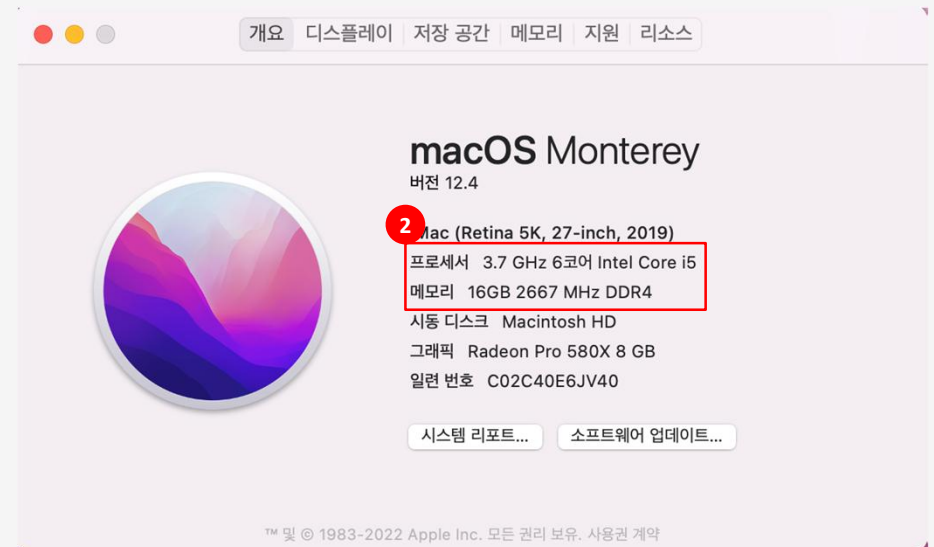 개요 디스플레이 저장 공간 메모리 지원 리소스
macOS Monterey
버전 12.4
2
Mac (Retina 5K, 27-inch, 2019)
프로세서 3.7 GHz 6코어 Intel Core i5
메모리 16GB 2667 MHz DDR4
시동 디스크 Macintosh HD
그래픽 Radeon Pro 580X 8 GB
일련 번호 C02C40E6JV40
시스템 리포트... 소프트웨어 업데이트...
™ 및 © 1983-2022 Apple Inc. 모든 권리 보유. 사용권 계약